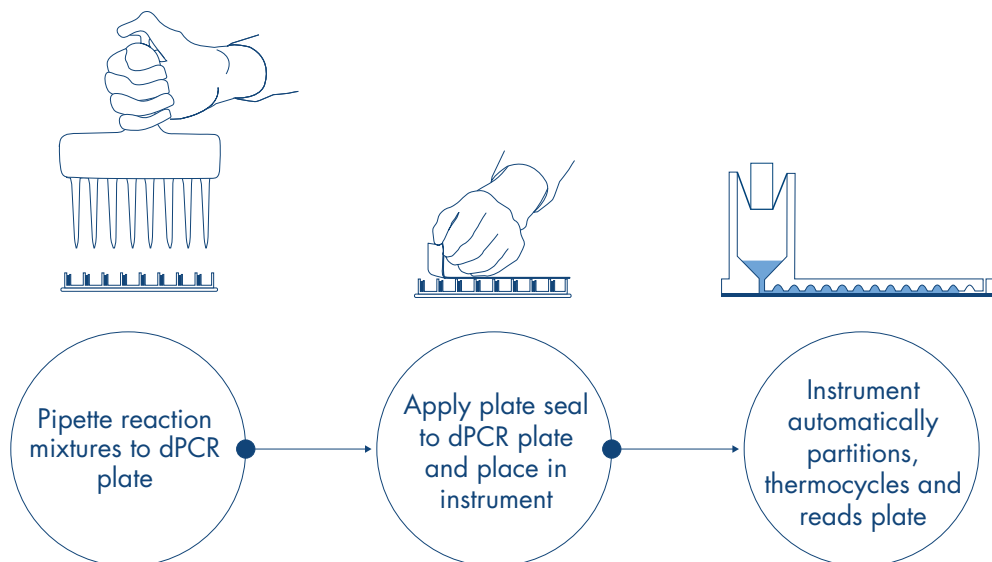 Pipette reaction
mixtures to dPCR
plate
Apply plate seal
to dPCR plate
and place in
instrument
Instrument
automatically
partitions,
thermocycles and
reads plate